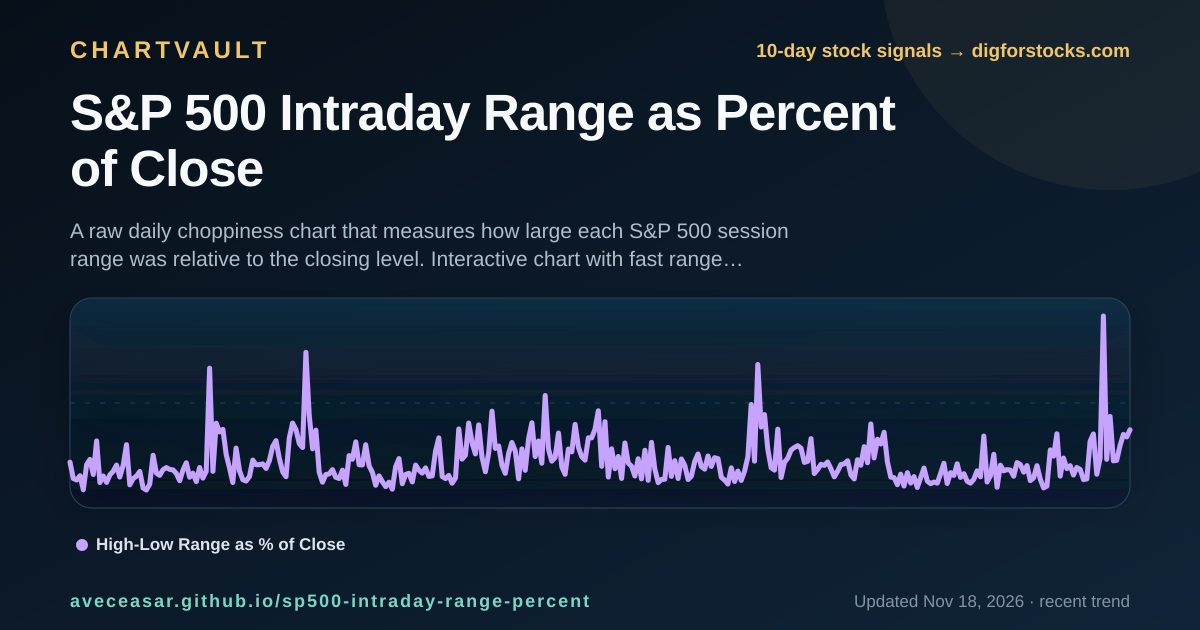 CHARTVAULT
10-day stock signals → digforstocks.com
S&P 500 Intraday Range as Percent
of Close
A raw daily choppiness chart that measures how large each S&P 500 session
range was relative to the closing level. Interactive chart with fast range…
High-Low Range as % of Close
aveceasar.github.io/sp500-intraday-range-percent
Updated Nov 18, 2026 · recent trend